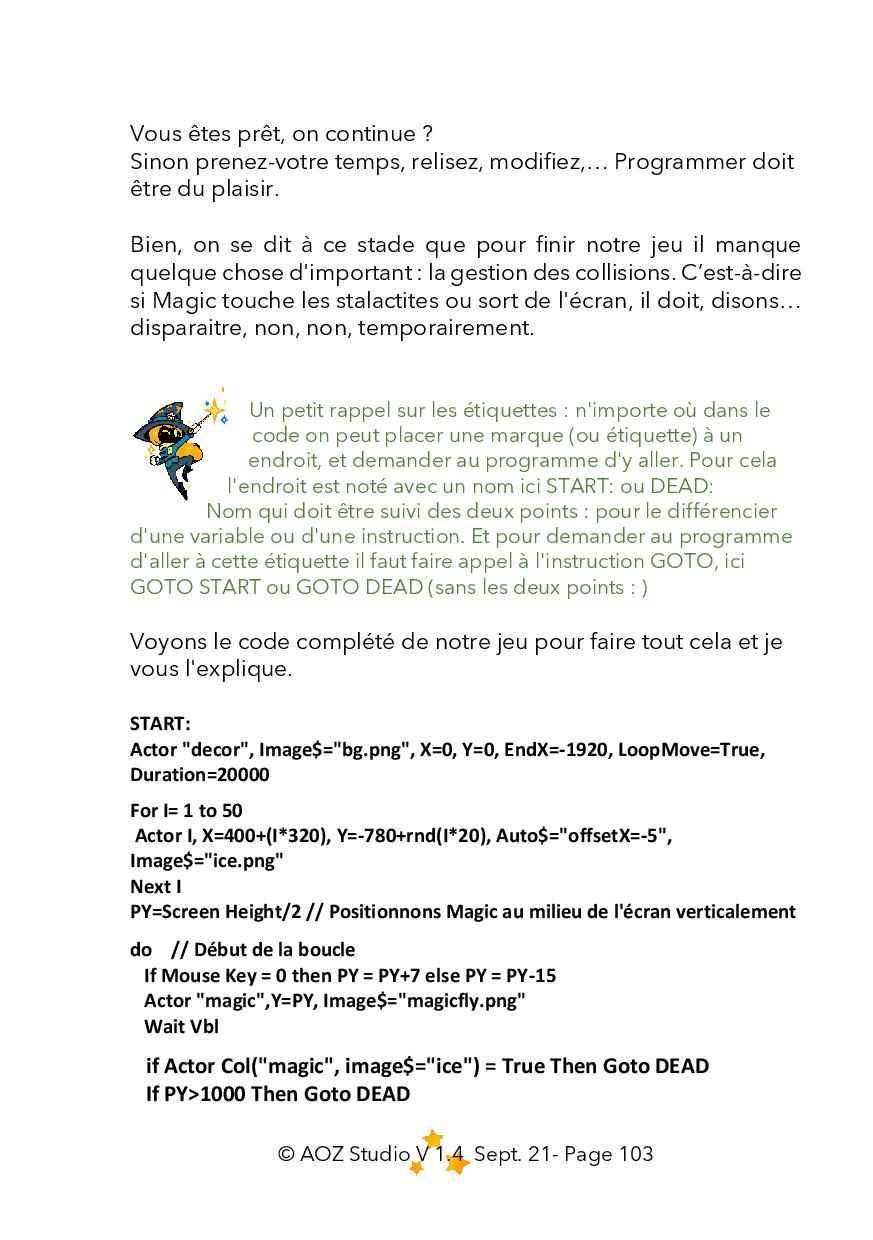 Vous êtes prêt, on continue ?
Sinon prenez-votre temps, relisez, modifiez,… Programmer doit
être du plaisir.
Bien, on se dit à ce stade que pour finir notre jeu il manque
quelque chose d'important : la gestion des collisions. C’est-à-dire
si Magic touche les stalactites ou sort de l'écran, il doit, disons…
disparaitre, non, non, temporairement.
Un petit rappel sur les étiquettes : n'importe où dans le
code on peut placer une marque (ou étiquette) à un
endroit, et demander au programme d'y aller. Pour cela
l'endroit est noté avec un nom ici START: ou DEAD:
Nom qui doit être suivi des deux points : pour le différencier
d'une variable ou d'une instruction. Et pour demander au programme
d'aller à cette étiquette il faut faire appel à l'instruction GOTO, ici
GOTO START ou GOTO DEAD (sans les deux points : )
Voyons le code complété de notre jeu pour faire tout cela et je
vous l'explique.
START:
Actor "decor", Image$="bg.png", X=0, Y=0, EndX=-1920, LoopMove=True,
Duration=20000
For I= 1 to 50
Actor I, X=400+(I*320), Y=-780+rnd(I*20), Auto$="offsetX=-5",
Image$="ice.png"
Next I
PY=Screen Height/2 // Positionnons Magic au milieu de l'écran verticalement
do // Début de la boucle
If Mouse Key = 0 then PY = PY+7 else PY = PY-15
Actor "magic",Y=PY, Image$="magicfly.png"
Wait Vbl
if Actor Col("magic", image$="ice") = True Then Goto DEAD
If PY>1000 Then Goto DEAD
© AOZ Studio V 1.4 Sept. 21- Page 103